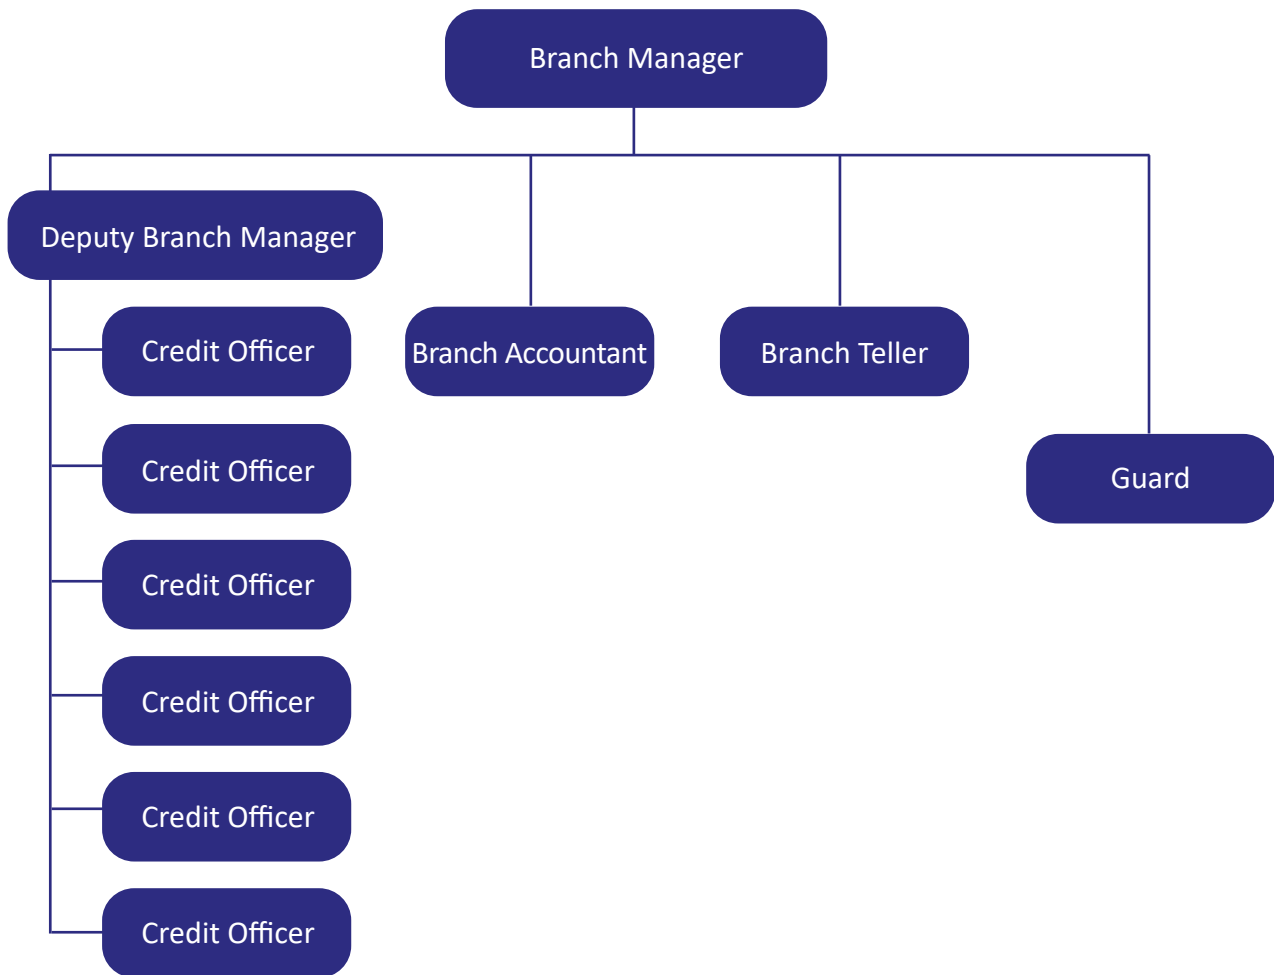 Branch Manager
Deputy Branch Manager
Credit Officer
Branch Accountant
Branch Teller
Credit Officer
Guard
Credit Officer
Credit Officer
Credit Officer
Credit Officer